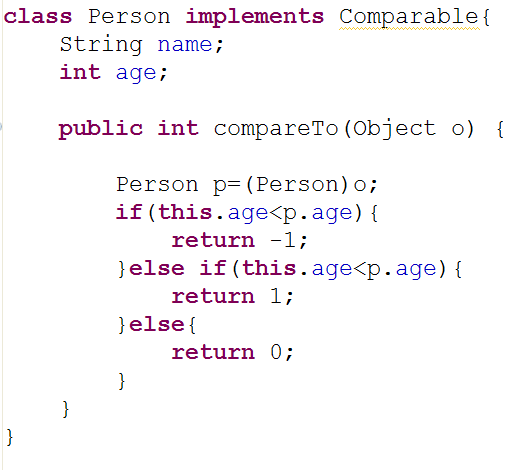 class Person implements Comparable{
    String name;
    int age;

    public int compareTo(Object o) {

        Person p=(Person)o;
        if(this.age<p.age){
            return -1;
        }else if(this.age<p.age){
            return 1;
        }else{
            return 0;
        }
    }
}